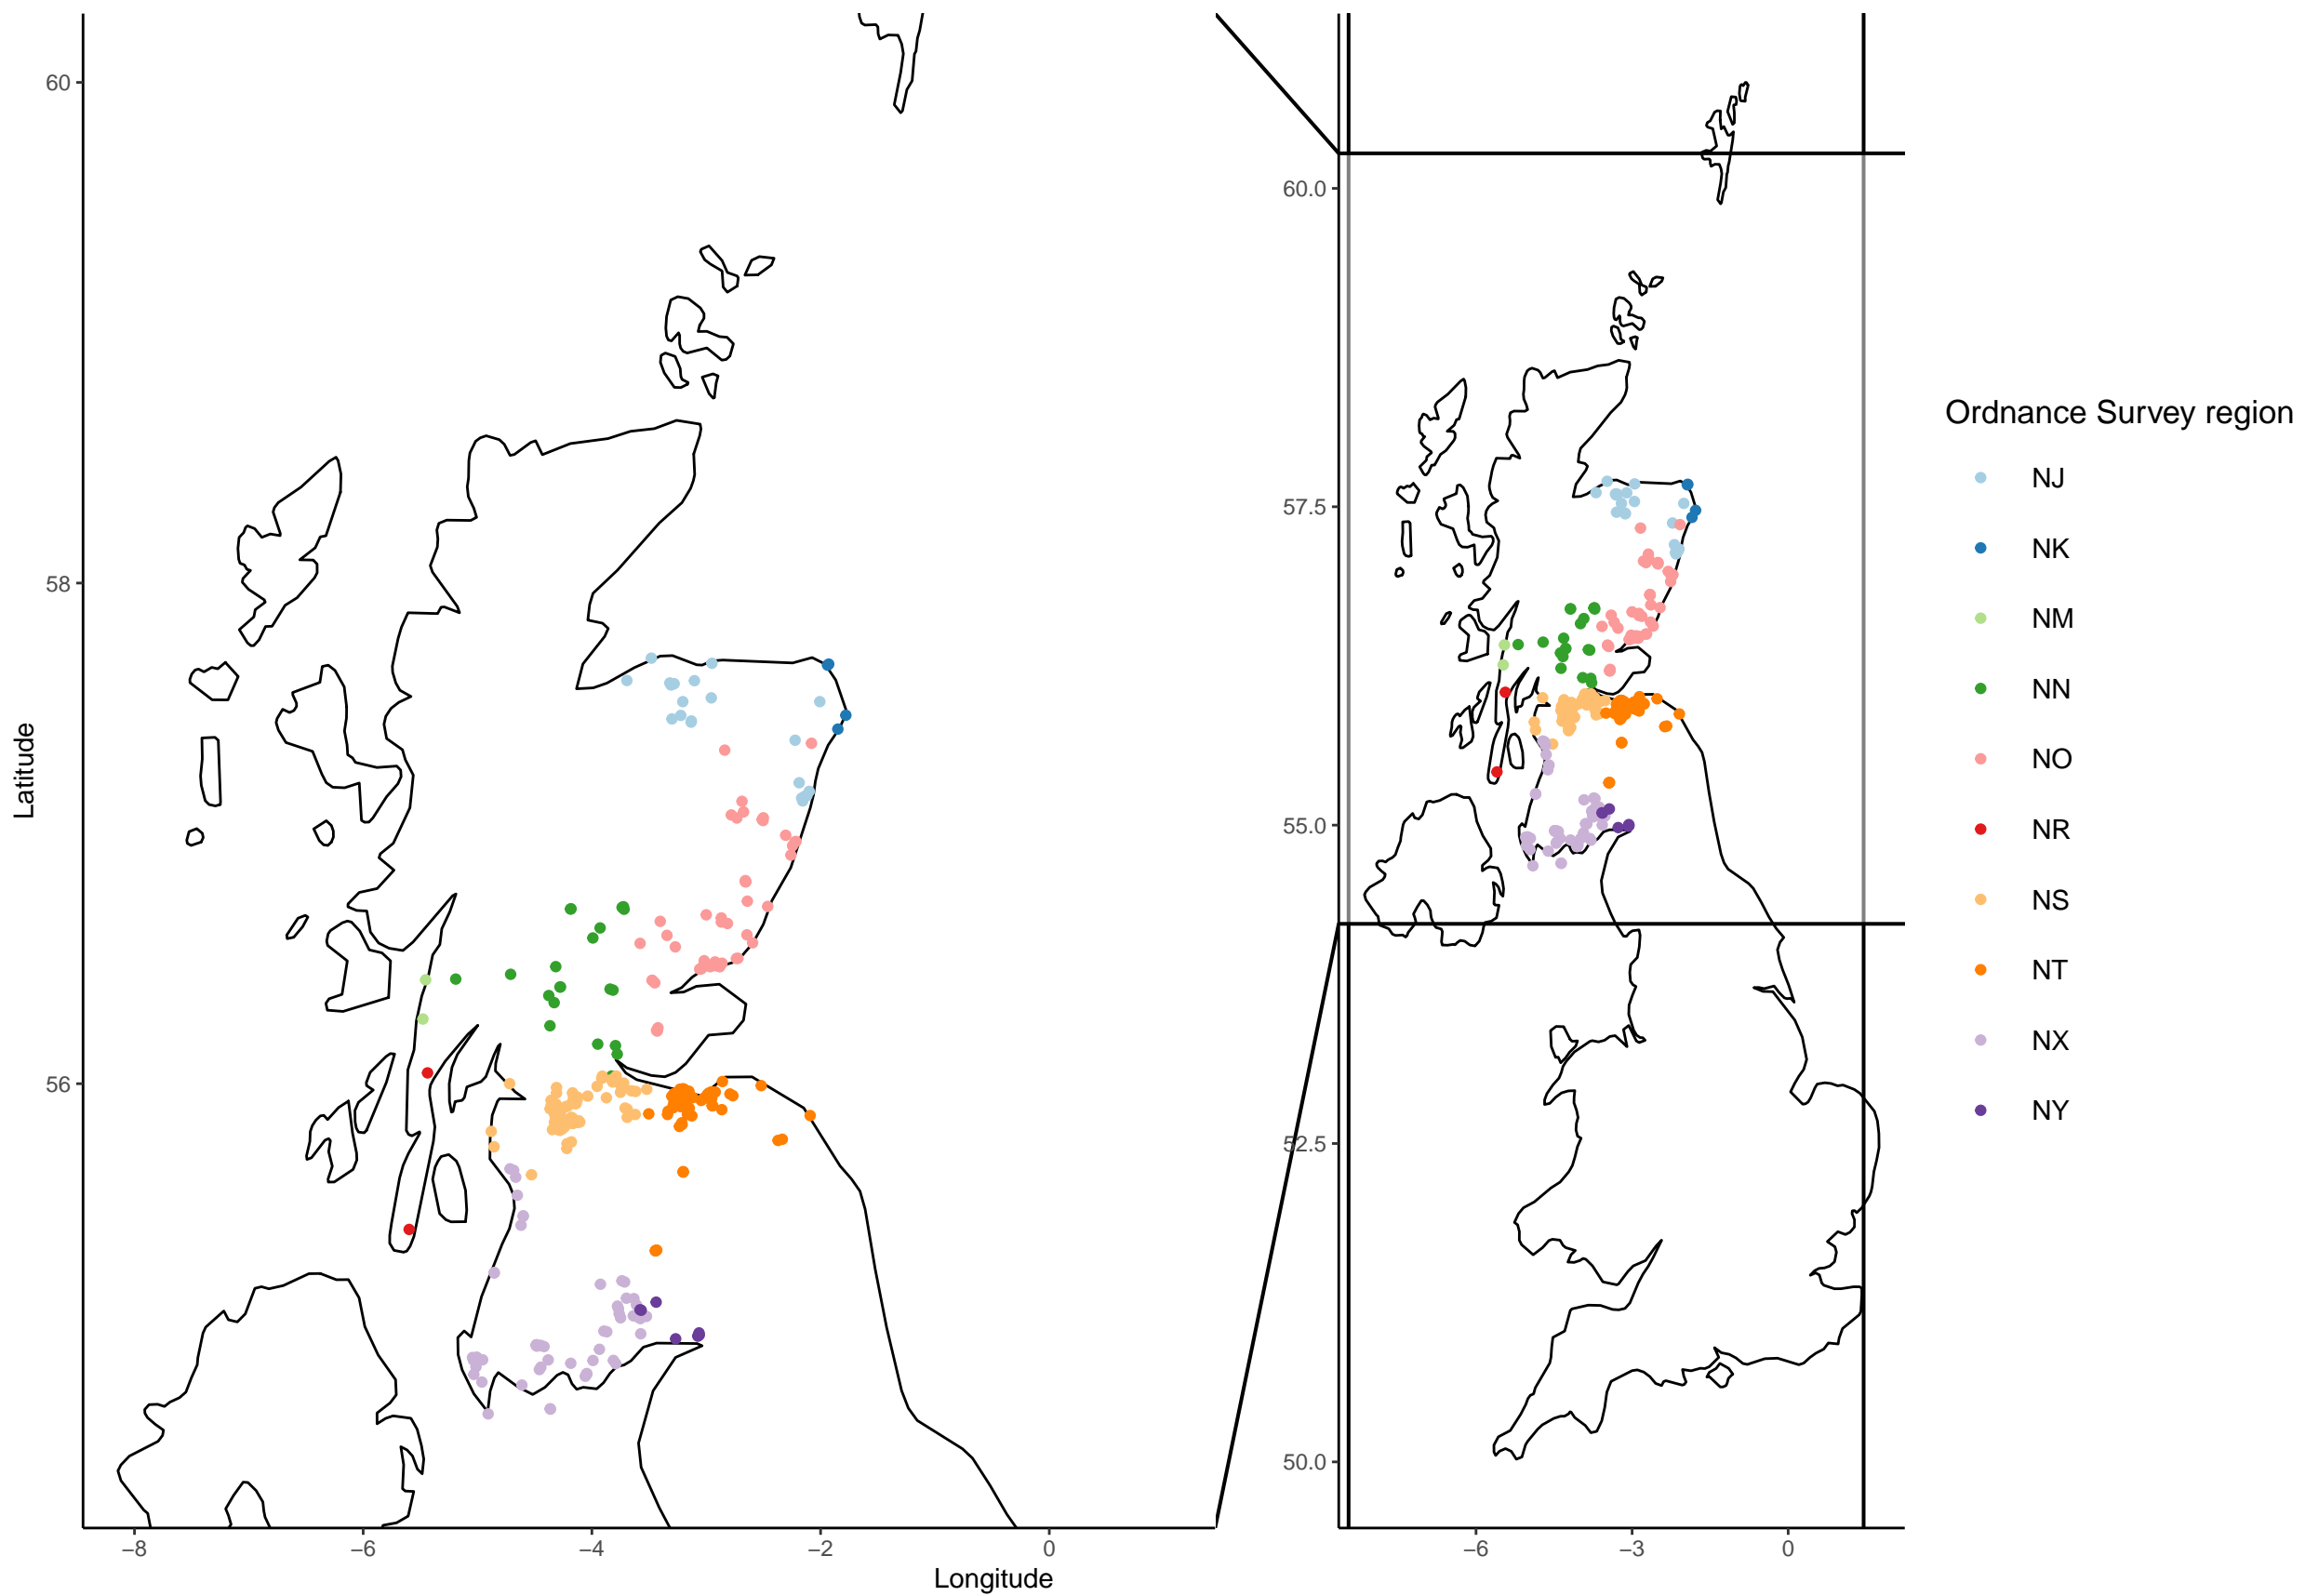 60
58
56
Latitude
−8
−6
−4
−2
0
Longitude
60.0
57.5
55.0
52.5
50.0
−6
−3
0
Ordnance Survey region
NJ
NK
NM
NN
NO
NR
NS
NT
NX
NY